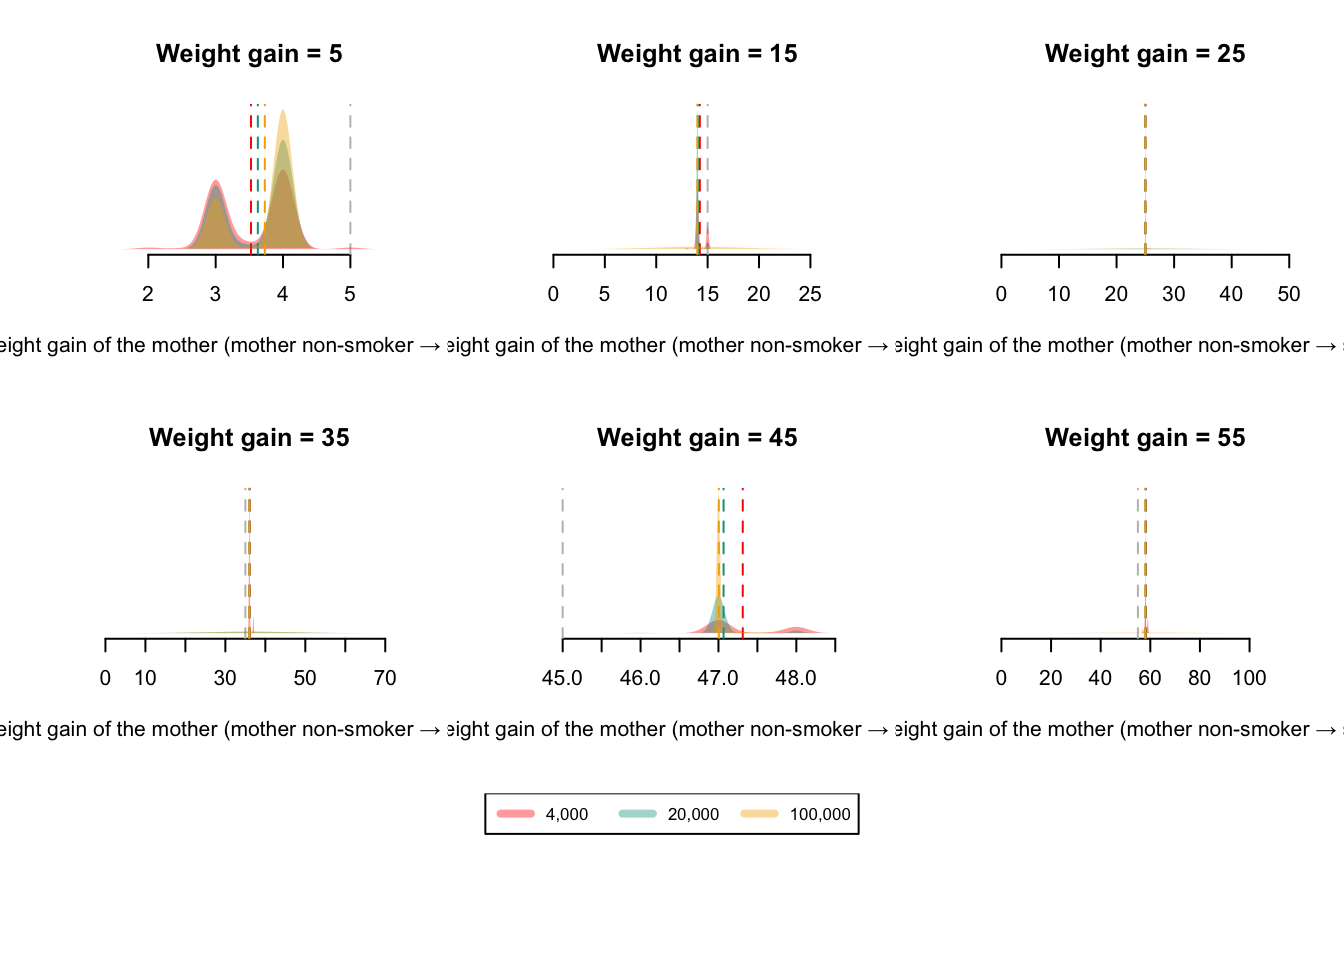 Weight gain = 5
2 3 4 5
eight gain of the mother (mother non-smoker →
Weight gain = 15
0 5 10 15 20 25
eight gain of the mother (mother non-smoker →
Weight gain = 25
0 10 20 30 40 50
eight gain of the mother (mother non-smoker →
Weight gain = 35
0 10 30 50 70
eight gain of the mother (mother non-smoker →
Weight gain = 45
45.0 46.0 47.0 48.0
eight gain of the mother (mother non-smoker →
Weight gain = 55
0 20 40 60 80 100
eight gain of the mother (mother non-smoker →
4,000 20,000 100,000